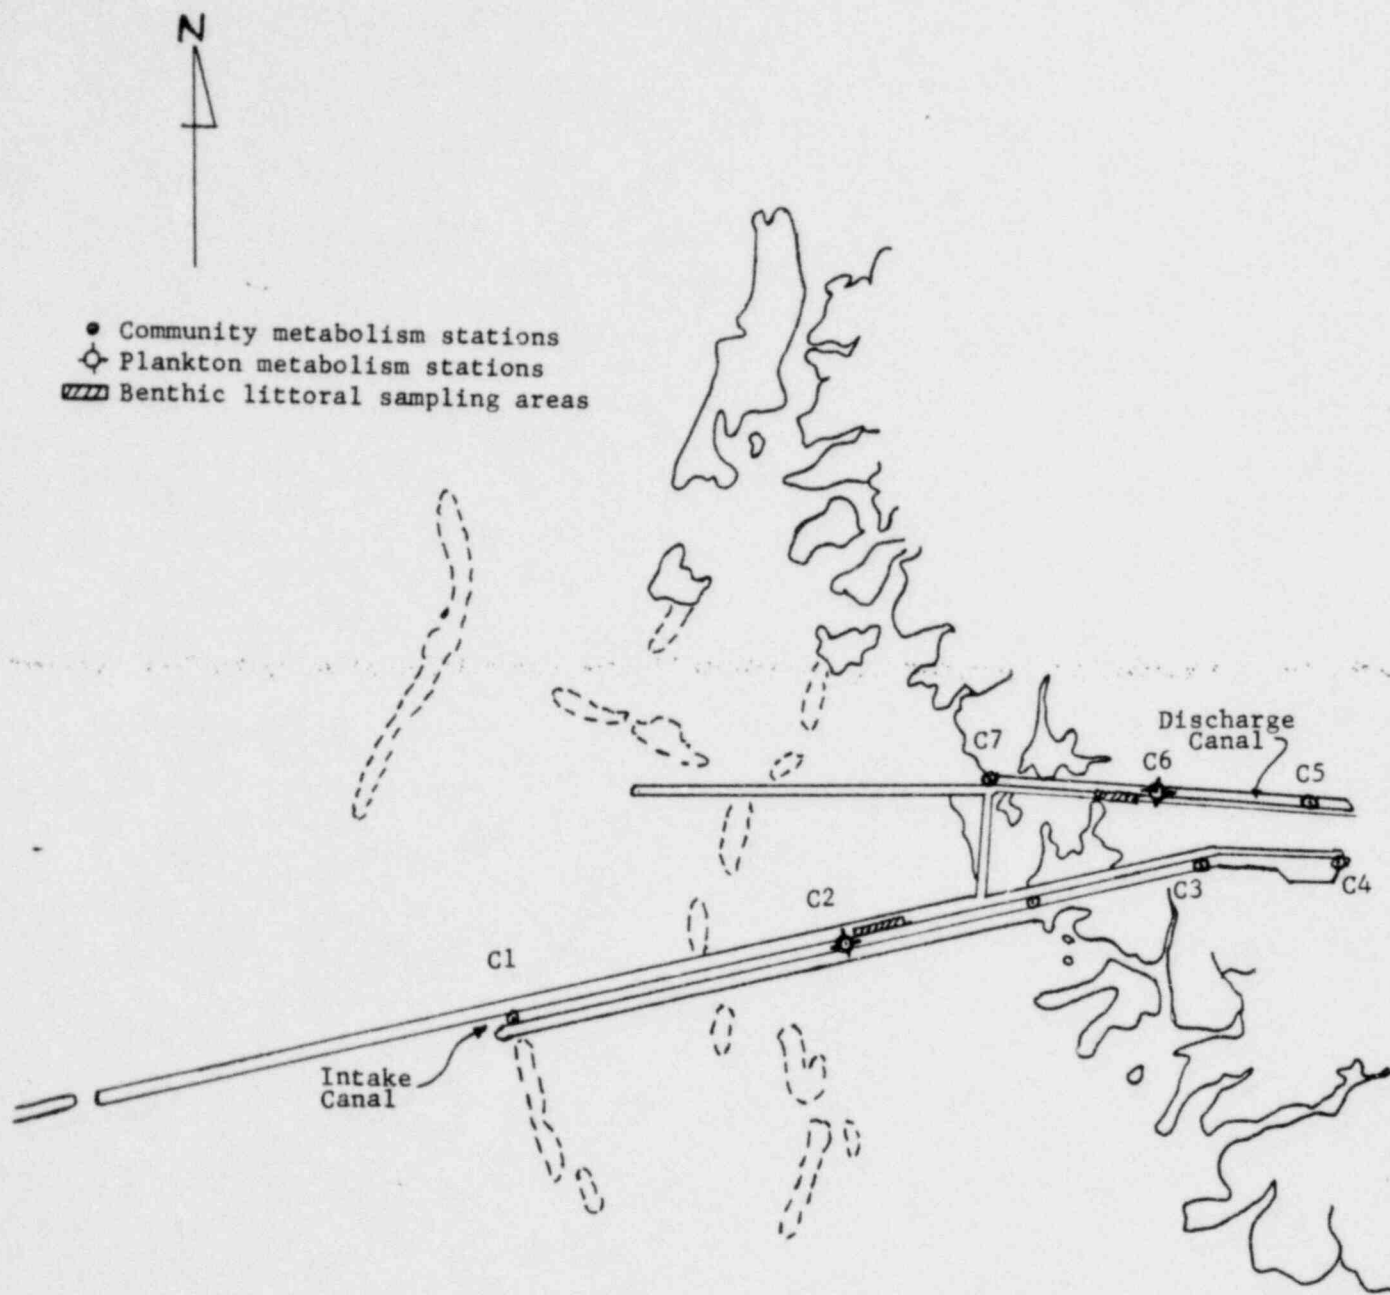 N
Community metabolism stations
Plankton metabolism stations
Benthic littoral sampling areas
Discharge
Canal
C7
C6
C5
C4
C3
C2
C1
Intake
Canal